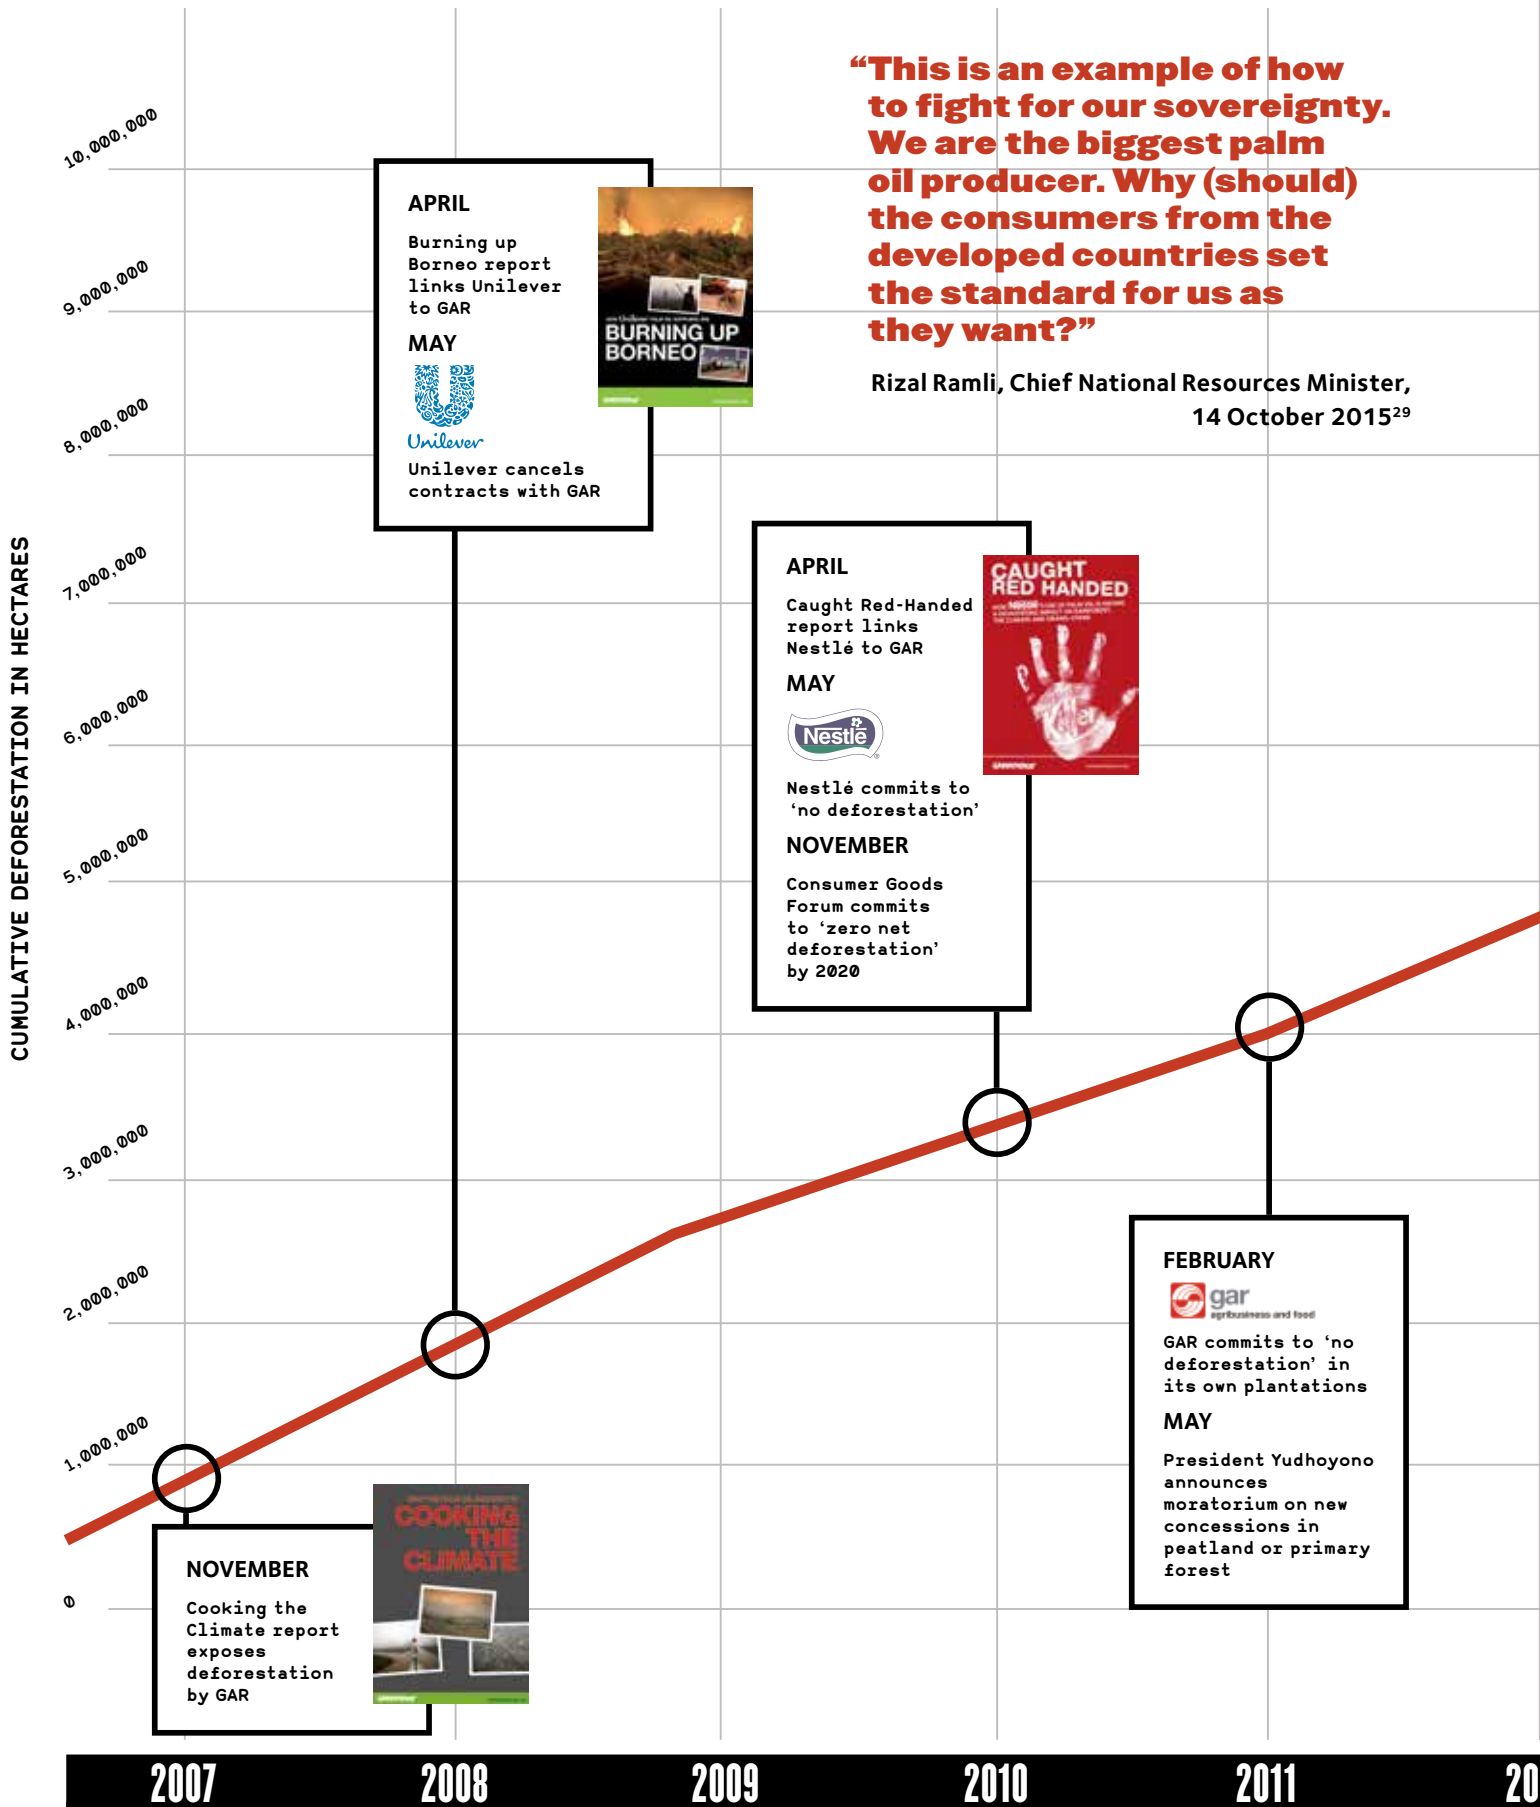 “This is an example of how
to fight for our sovereignty.
We are the biggest palm
oil producer. Why (should)
the consumers from the
developed countries set
the standard for us as
they want?”
Rizal Ramli, Chief National Resources Minister,
14 October 2015²⁹
CUMULATIVE DEFORESTATION IN HECTARES
10,000,000
9,000,000
8,000,000
7,000,000
6,000,000
5,000,000
4,000,000
3,000,000
2,000,000
1,000,000
0
APRIL
Burning up
Borneo report
links Unilever
to GAR
MAY
Unilever
Unilever cancels
contracts with GAR
BURNING UP
BORNEO
APRIL
Caught Red-Handed
report links
Nestlé to GAR
MAY
Nestlé
Nestlé commits to
‘no deforestation’
NOVEMBER
Consumer Goods
Forum commits
to ‘zero net
deforestation’
by 2020
CAUGHT
RED HANDED
Killer
FEBRUARY
gar
agribusiness and food
GAR commits to ‘no
deforestation’ in
its own plantations
MAY
President Yudhoyono
announces
moratorium on new
concessions in
peatland or primary
forest
NOVEMBER
Cooking the
Climate report
exposes
deforestation
by GAR
COOKING
THE
CLIMATE
2007
2008
2009
2010
2011
20